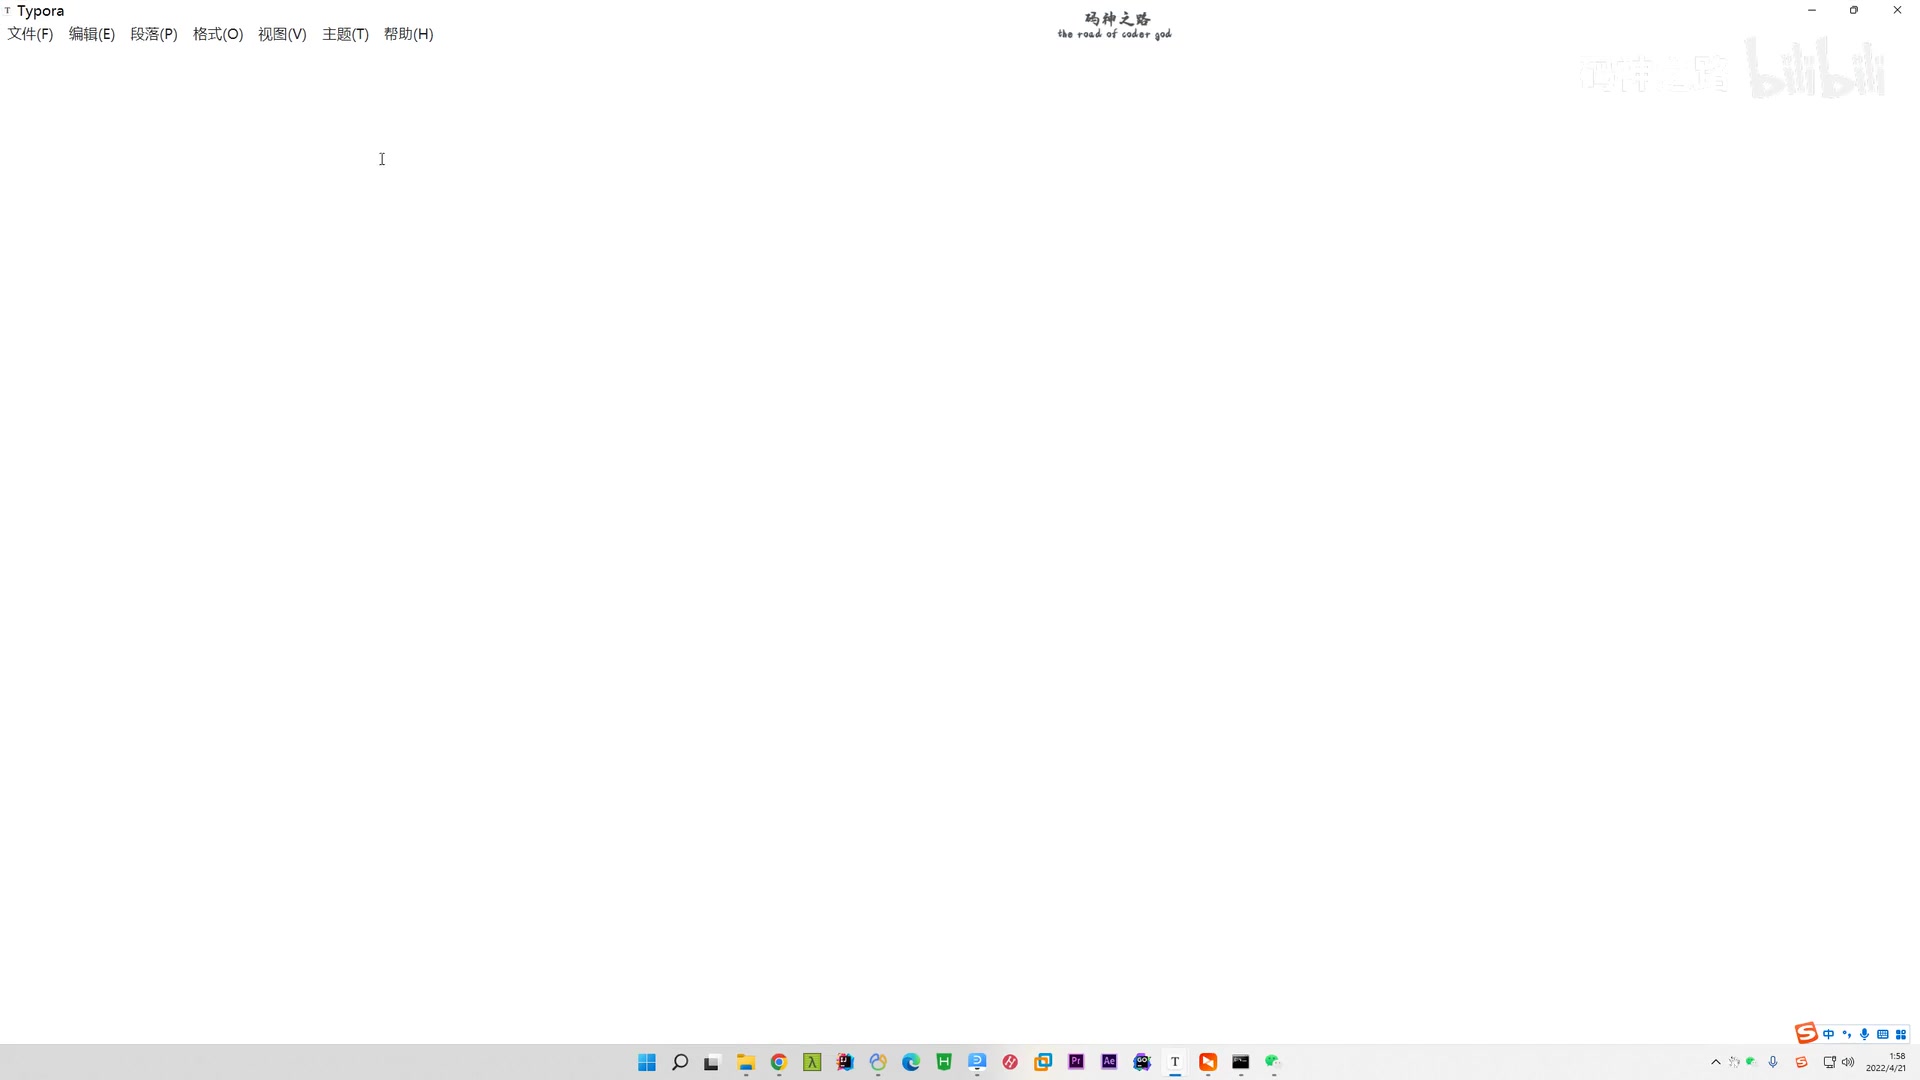 Typora
文件(F) 编辑(E) 段落(P) 格式(O) 视图(V) 主题(T) 帮助(H)
码神之路
the road of coder god
码神之路 bilibili
中
1:58
2022/4/21